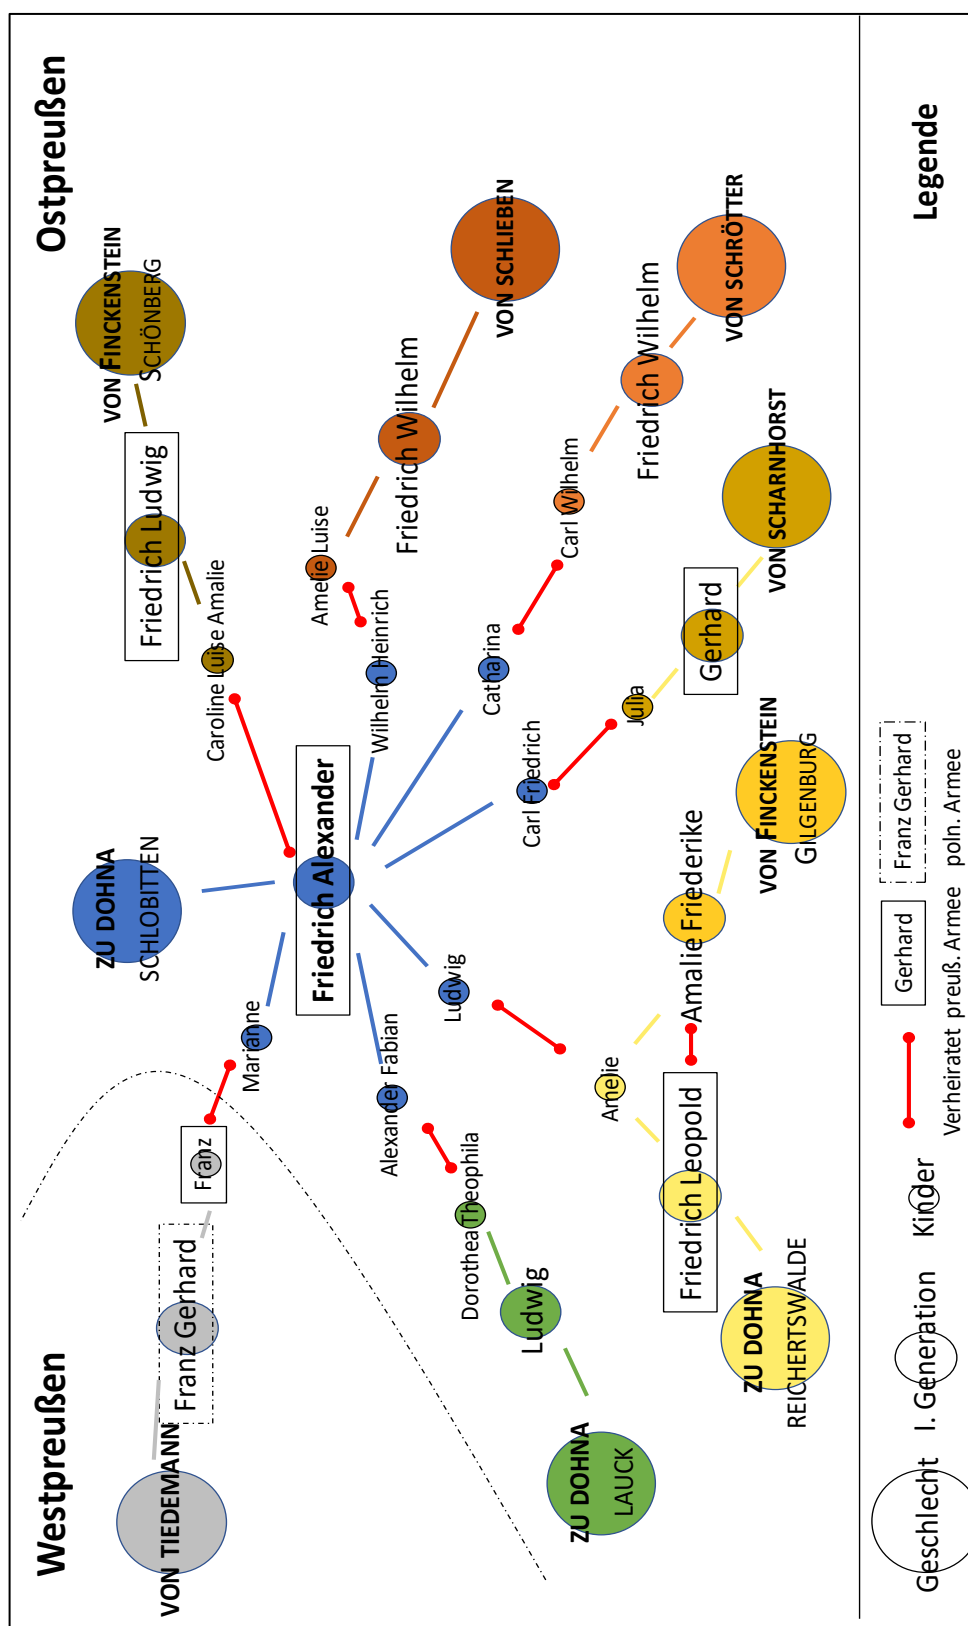 Westpreußen
Ostpreußen
VON TIEDEMANN
Franz Gerhard
Franz
Marianne
ZU DOHNA
SCHLOBITTEN
Caroline Luise Amalie
Friedrich Ludwig
VON FINCKENSTEIN
SCHÖNBERG
Friedrich Alexander
Alexander Fabian
Dorothea Theophila
Ludwig
ZU DOHNA
LAUCK
Wilhelm Heinrich
Amelie Luise
Friedrich Wilhelm
VON SCHLIEBEN
Catharina
Carl Wilhelm
Friedrich Wilhelm
VON SCHRÖTTER
Ludwig
Amelie
Carl Friedrich
Julia
Gerhard
VON SCHARNHORST
Friedrich Leopold
Amalie Friederike
ZU DOHNA
REICHERTSWALDE
VON FINCKENSTEIN
GILGENBURG
Legende
Geschlecht
I. Generation
Kinder
Verheiratet
Gerhard
preuß. Armee
Franz Gerhard
poln. Armee